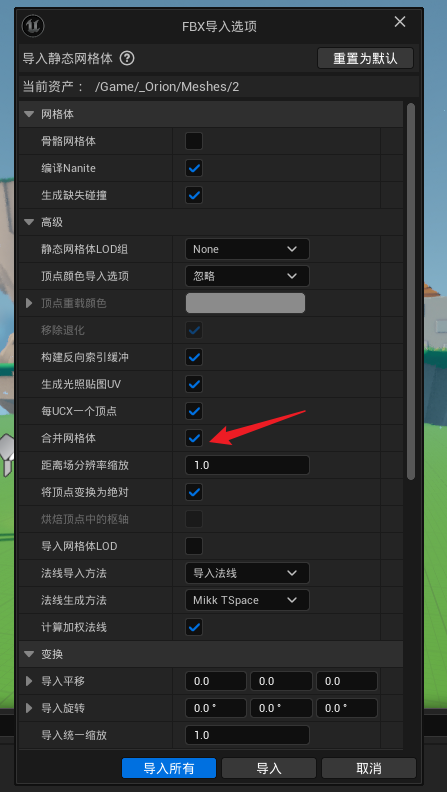 FBX导入选项
导入静态网格体 ? 重置为默认
当前资产： /Game/_Orion/Meshes/2
网格体
骨骼网格体
编译Nanite
生成缺失碰撞
高级
静态网格体LOD组 None
顶点颜色导入选项 忽略
顶点重载颜色
移除退化
构建反向索引缓冲
生成光照贴图UV
每UCX一个顶点
合并网格体
距离场分辨率缩放 1.0
将顶点变换为绝对
烘焙顶点中的枢轴
导入网格体LOD
法线导入方法 导入法线
法线生成方法 Mikk TSpace
计算加权法线
变换
导入平移 0.0 0.0 0.0
导入旋转 0.0 ° 0.0 ° 0.0 °
导入统一缩放 1.0
导入所有 导入 取消